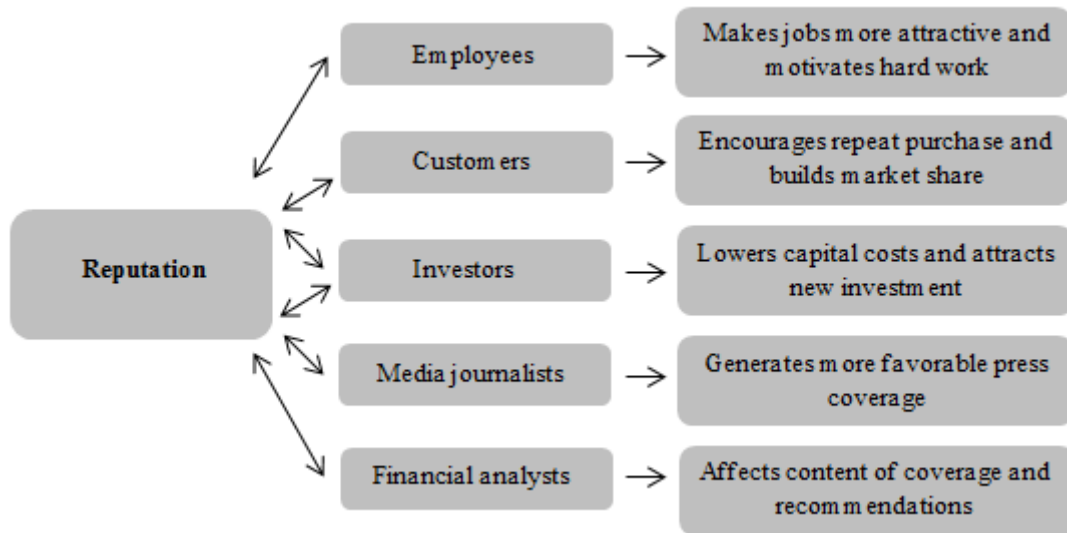 Reputation
Employees
Makes jobs more attractive and
motivates hard work
Customers
Encourages repeat purchase and
builds market share
Investors
Lowers capital costs and attracts
new investment
Media journalists
Generates more favorable press
coverage
Financial analysts
Affects content of coverage and
recommendations